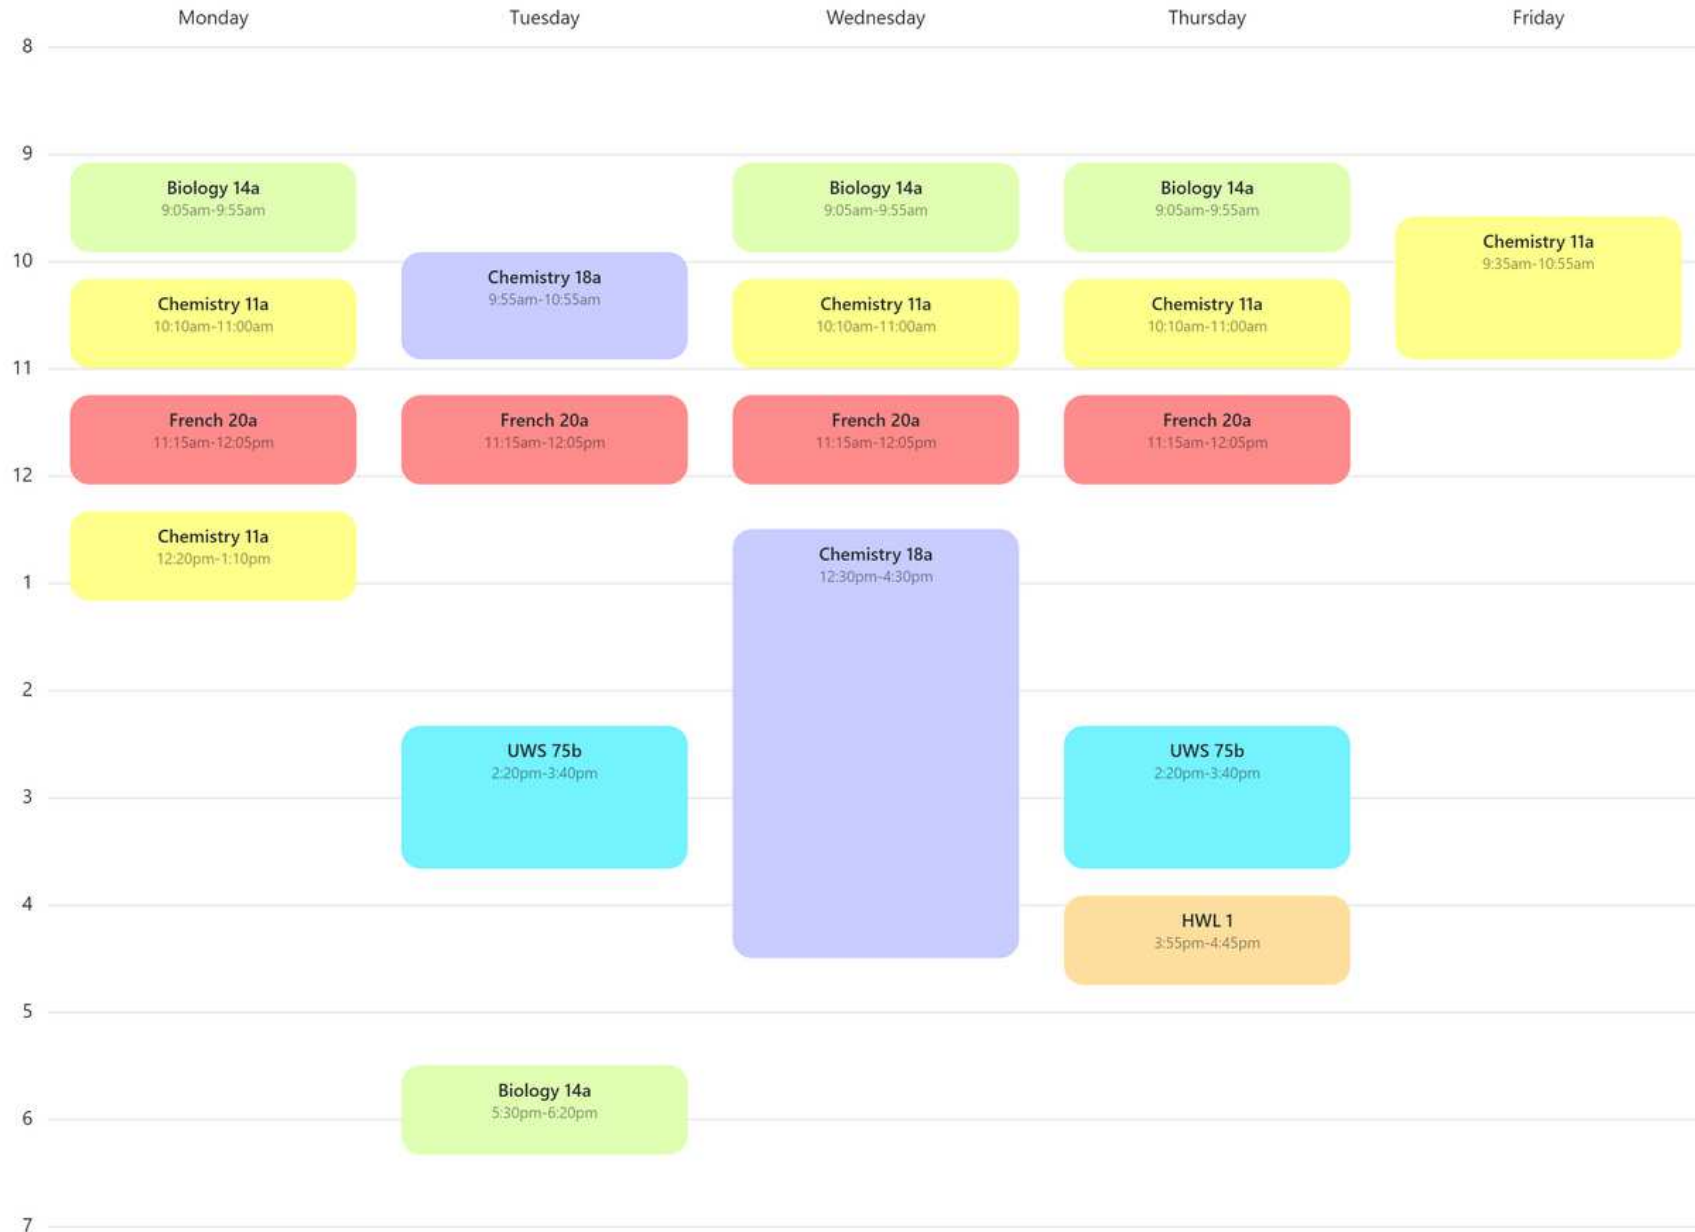 Monday
Tuesday
Wednesday
Thursday
Friday
8
9
Biology 14a
9:05am-9:55am
Biology 14a
9:05am-9:55am
Biology 14a
9:05am-9:55am
Chemistry 11a
9:35am-10:55am
10
Chemistry 18a
9:55am-10:55am
Chemistry 11a
10:10am-11:00am
Chemistry 11a
10:10am-11:00am
Chemistry 11a
10:10am-11:00am
11
French 20a
11:15am-12:05pm
French 20a
11:15am-12:05pm
French 20a
11:15am-12:05pm
French 20a
11:15am-12:05pm
12
Chemistry 11a
12:20pm-1:10pm
Chemistry 18a
12:30pm-4:30pm
1
2
UWS 75b
2:20pm-3:40pm
UWS 75b
2:20pm-3:40pm
3
4
HWL 1
3:55pm-4:45pm
5
Biology 14a
5:30pm-6:20pm
6
7